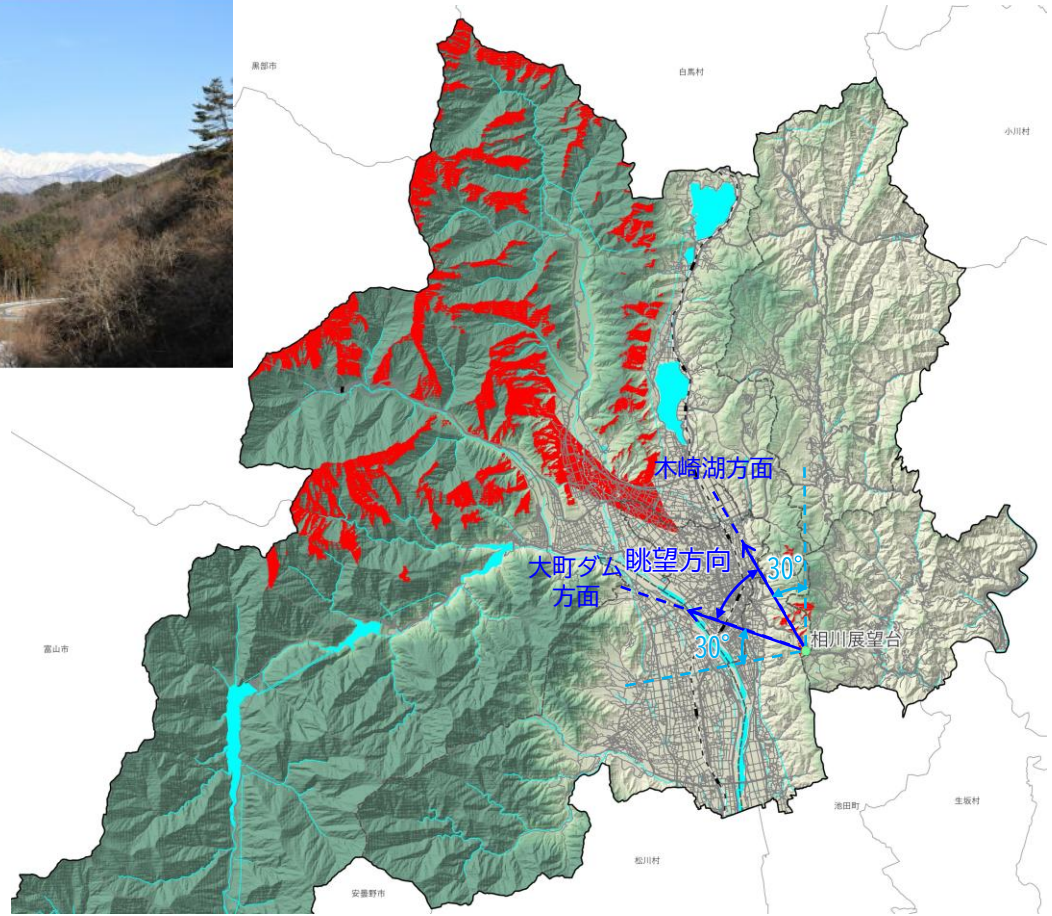 黒部市
白馬村
小川村
木崎湖方面
眺望方向
大町ダム
方面
30°
30°
相川展望台
富山市
池田町
生坂村
松川村
安曇野市